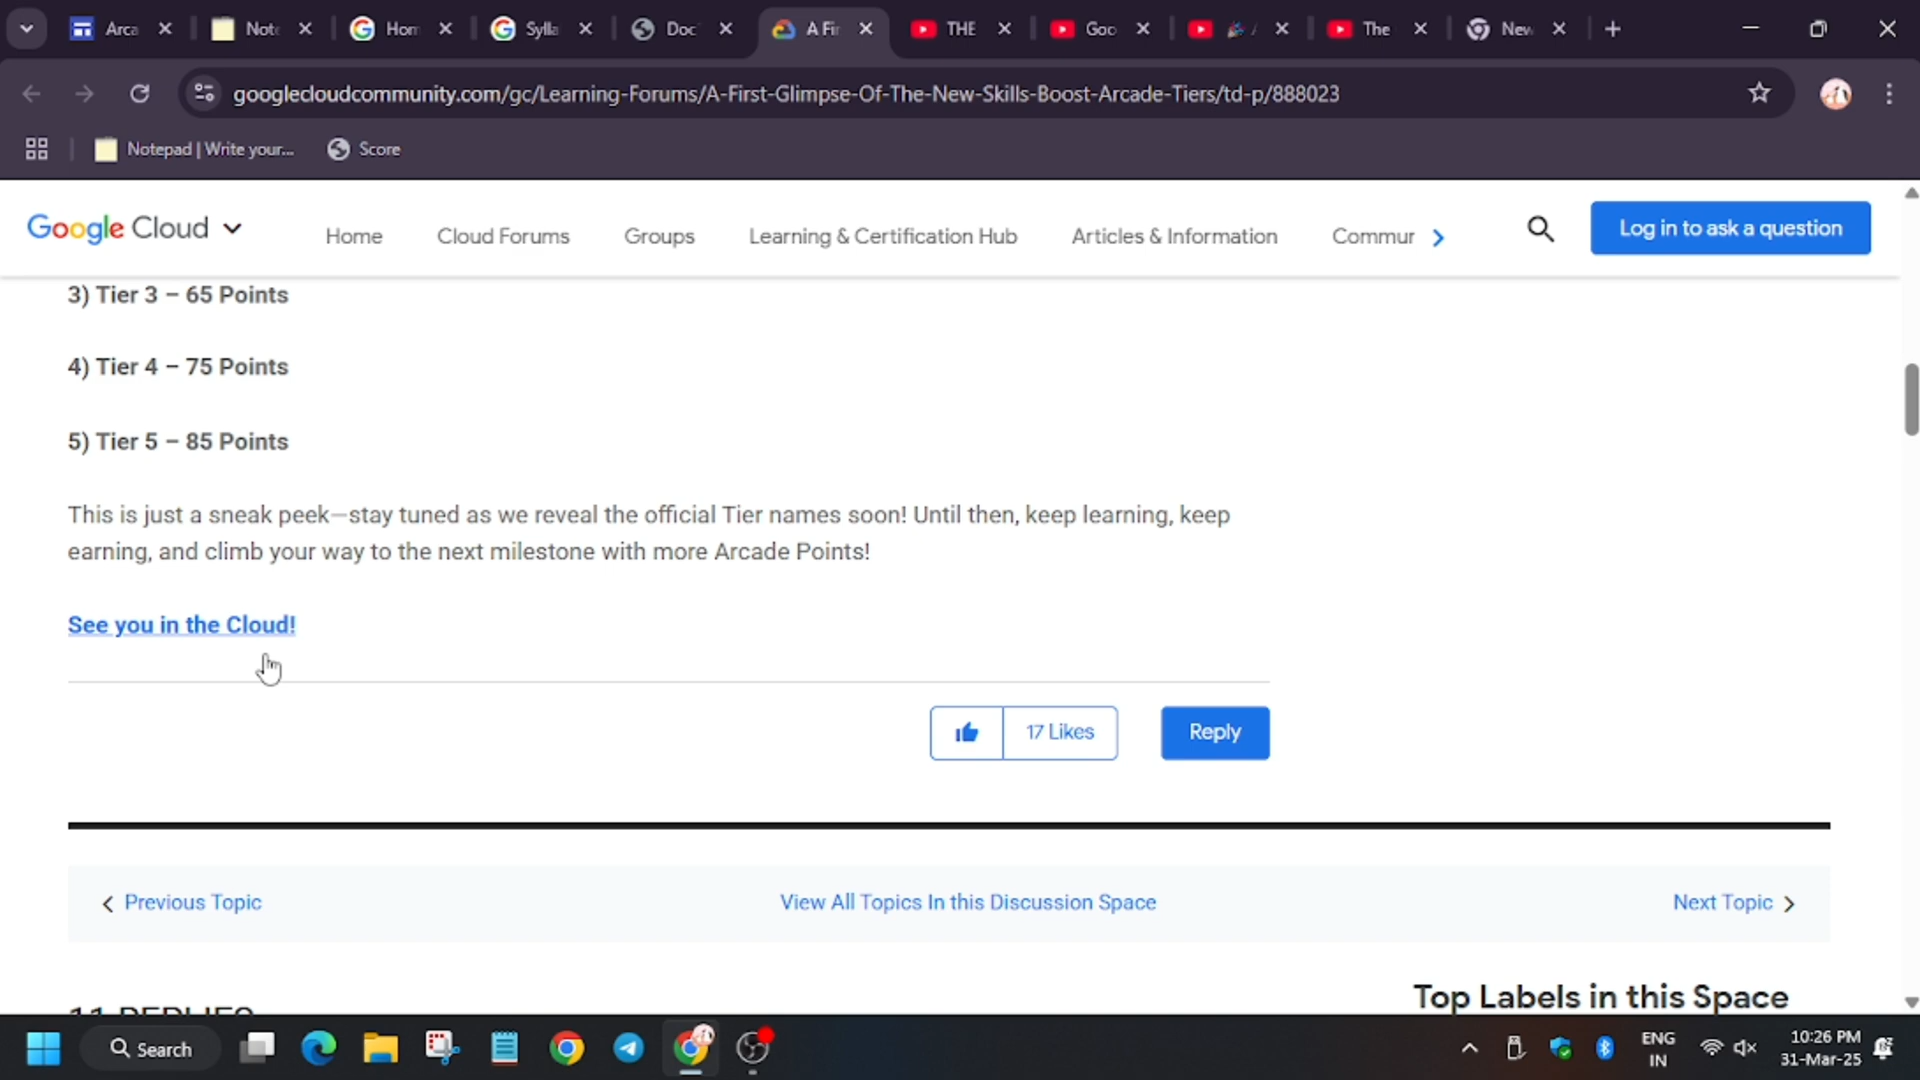 Arca
Note
Hom
Sylla
Doc
A Fir
THE
Goo
The
New
googlecloudcommunity.com/gc/Learning-Forums/A-First-Glimpse-Of-The-New-Skills-Boost-Arcade-Tiers/td-p/888023
Notepad | Write your...
Score
Google Cloud
Home
Cloud Forums
Groups
Learning & Certification Hub
Articles & Information
Commur
Log in to ask a question
3) Tier 3 – 65 Points
4) Tier 4 – 75 Points
5) Tier 5 – 85 Points
This is just a sneak peek—stay tuned as we reveal the official Tier names soon! Until then, keep learning, keep
earning, and climb your way to the next milestone with more Arcade Points!
See you in the Cloud!
17 Likes
Reply
Previous Topic
View All Topics In this Discussion Space
Next Topic
11 REPLIES
Top Labels in this Space
Search
ENG
IN
10:26 PM
31-Mar-25